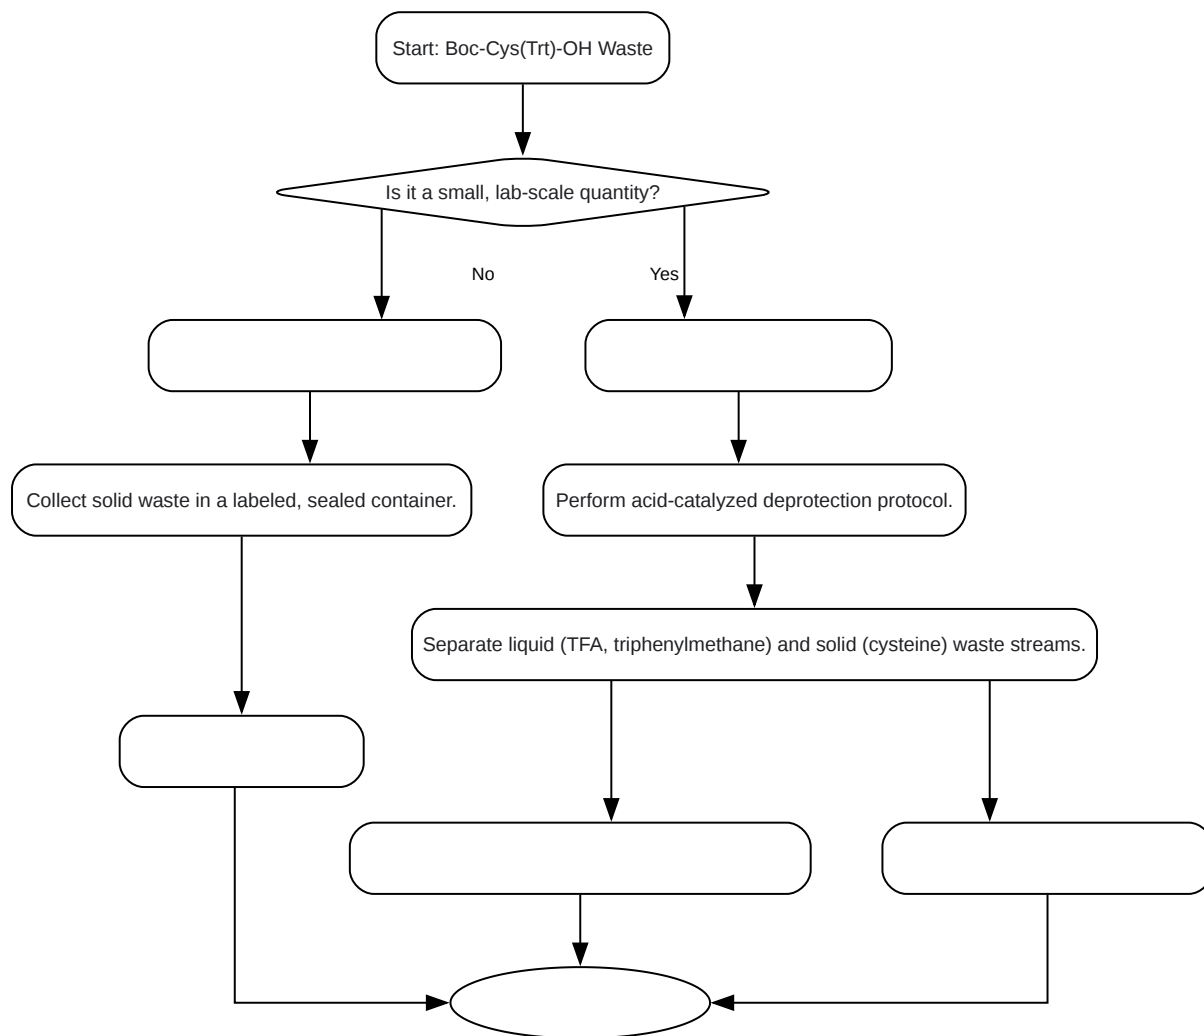 Start: Boc-Cys(Trt)-OH Waste
Is it a small, lab-scale quantity?
No
Yes
Collect solid waste in a labeled, sealed container.
Perform acid-catalyzed deprotection protocol.
Separate liquid (TFA, triphenylmethane) and solid (cysteine) waste streams.